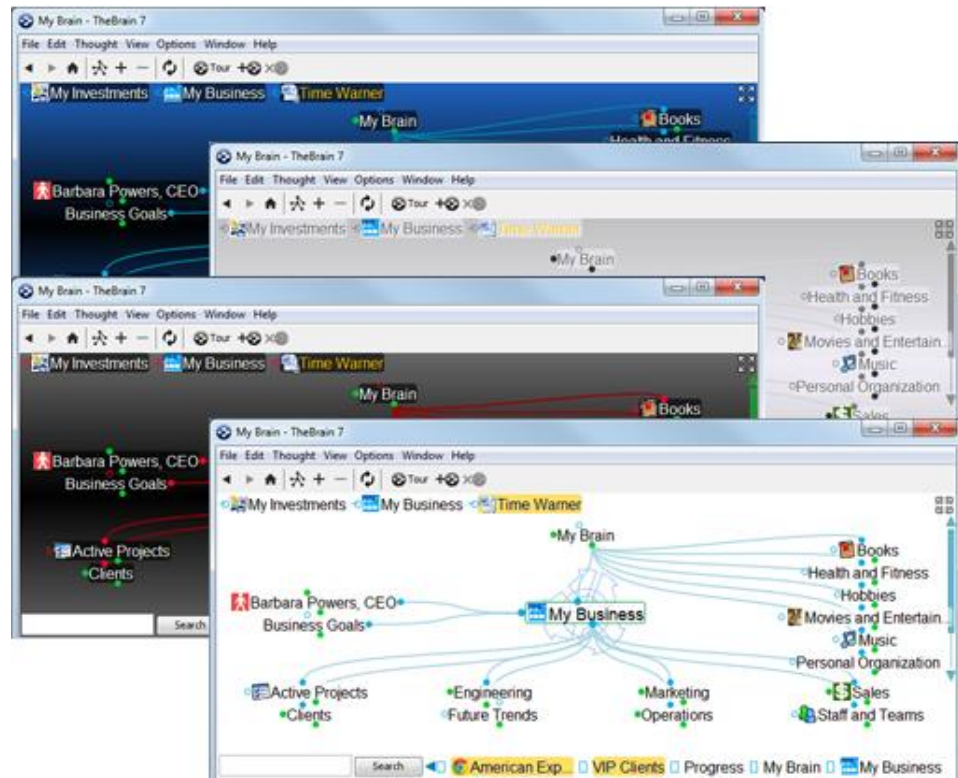 My Brain - TheBrain 7
File Edit Thought View Options Window Help
Tour
My Investments My Business Time Warner
My Brain
Books
Health and Fitness
Barbara Powers, CEO
Business Goals
My Brain - TheBrain 7
File Edit Thought View Options Window Help
Tour
My Investments My Business Time Warner
My Brain
Books
Health and Fitness
Hobbies
Movies and Entertain...
Music
Personal Organization
Sales
My Brain - TheBrain 7
File Edit Thought View Options Window Help
Tour
My Investments My Business Time Warner
My Brain
Books
Barbara Powers, CEO
Business Goals
Active Projects
Clients
Search
My Brain - TheBrain 7
File Edit Thought View Options Window Help
Tour
My Investments My Business Time Warner
My Brain
Books
Health and Fitness
Hobbies
Barbara Powers, CEO
My Business
Movies and Entertain...
Business Goals
Music
Personal Organization
Active Projects Engineering Marketing Sales
Clients Future Trends Operations Staff and Teams
Search American Exp... VIP Clients Progress My Brain My Business